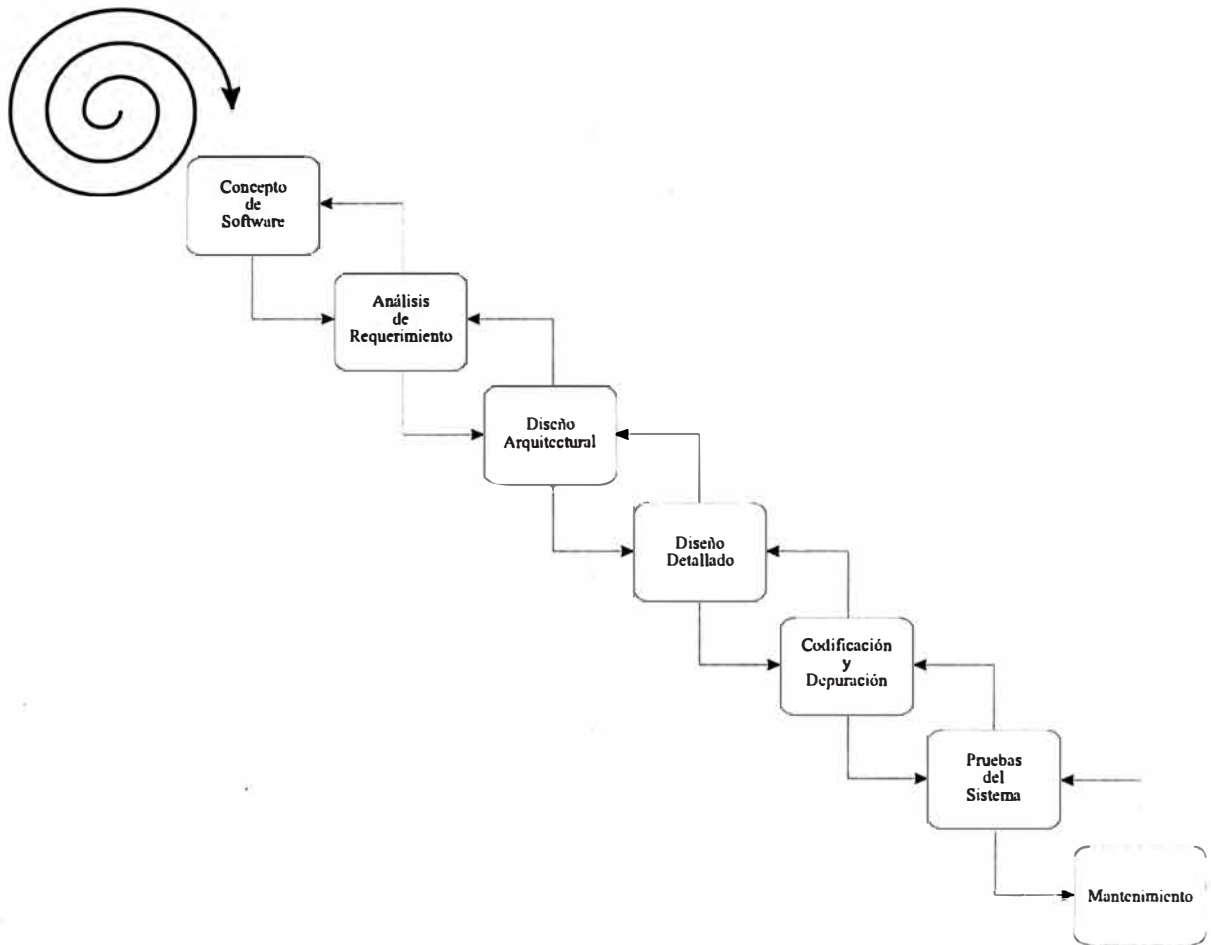 Concepto
de
Software
Análisis
de
Requerimiento
Diseño
Arquitectural
Diseño
Detallado
Codificación
y
Depuración
Pruebas
del
Sistema
Mantenimiento